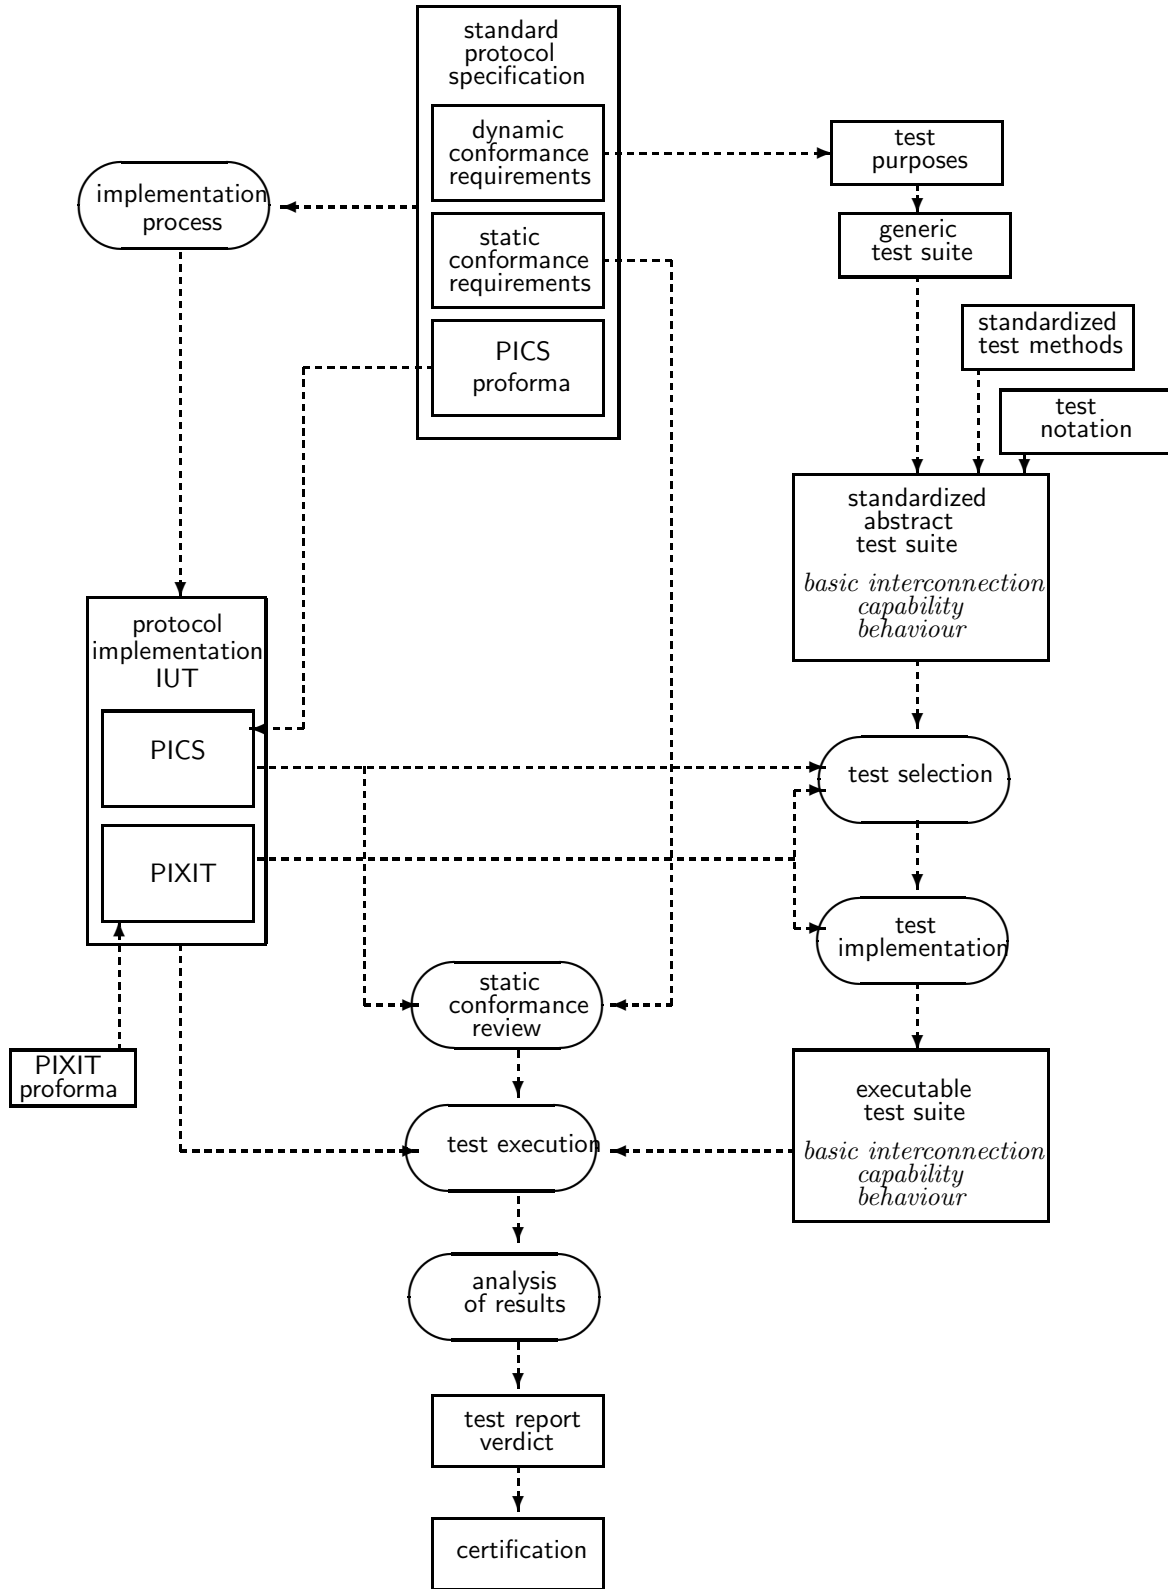 standard
protocol
specification
dynamic
conformance
requirements
test
purposes
implementation
process
static
conformance
requirements
generic
test suite
standardized
test methods
PICS
proforma
test
notation
standardized
abstract
test suite
basic interconnection
capability
behaviour
protocol
implementation
IUT
PICS
test selection
PIXIT
test
implementation
static
conformance
review
PIXIT
proforma
executable
test suite
basic interconnection
capability
behaviour
test execution
analysis
of results
test report
verdict
certification